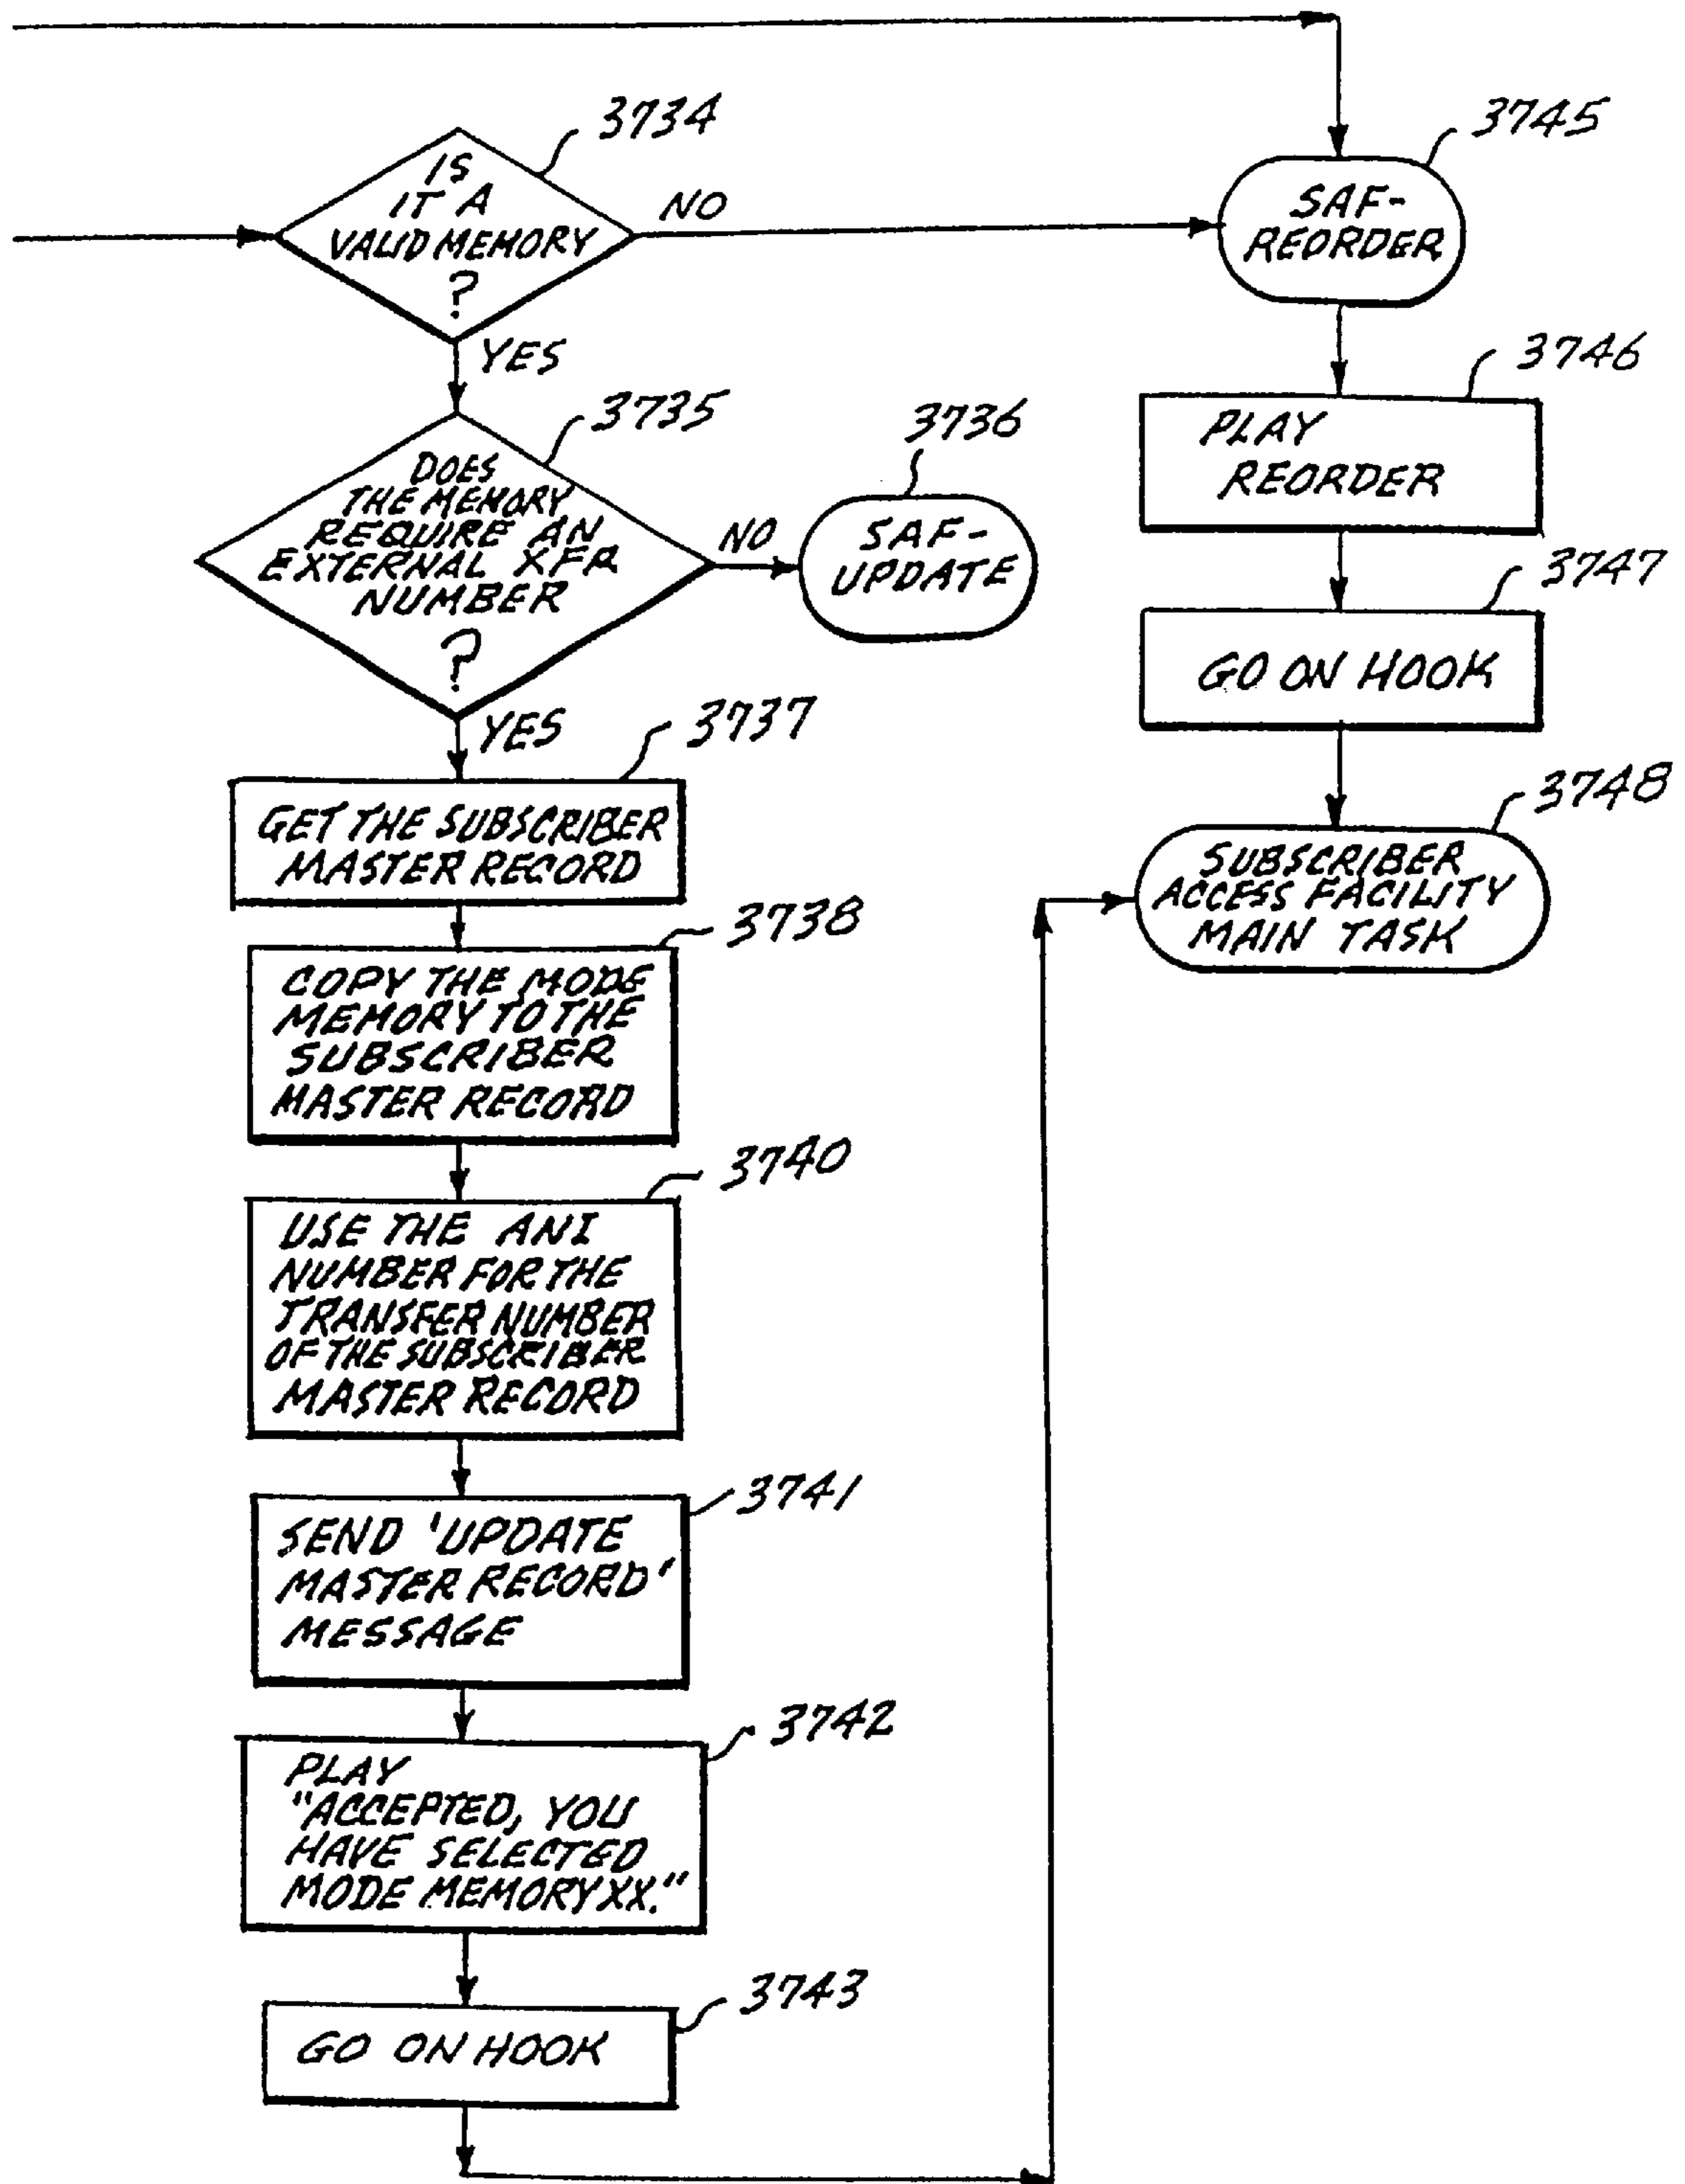 3734
IS
IT A
VALID MEMORY
?
NO
YES
3745
SAF-
REORDER
3746
PLAY
REORDER
3747
GO ON HOOK
3748
SUBSCRIBER
ACCESS FACILITY
MAIN TASK
3735
DOES
THE MEMORY
REQUIRE AN
EXTERNAL XFR
NUMBER
?
NO
YES
3736
SAF-
UPDATE
3737
GET THE SUBSCRIBER
MASTER RECORD
3738
COPY THE MODE
MEMORY TO THE
SUBSCRIBER
MASTER RECORD
3740
USE THE ANI
NUMBER FOR THE
TRANSFER NUMBER
OF THE SUBSCRIBER
MASTER RECORD
3741
SEND 'UPDATE
MASTER RECORD'
MESSAGE
3742
PLAY
"ACCEPTED, YOU
HAVE SELECTED
MODE MEMORY XX."
3743
GO ON HOOK